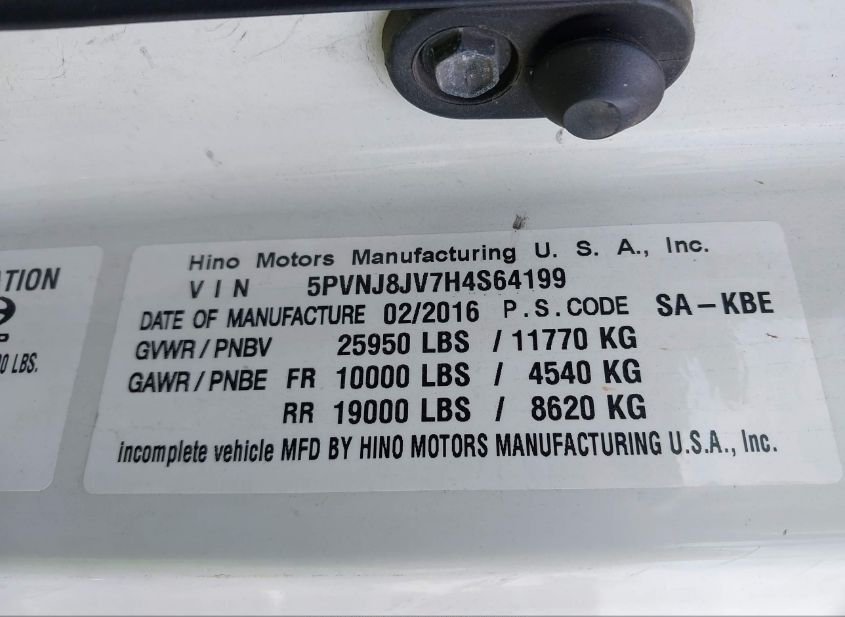 Hino Motors Manufacturing U. S. A., Inc.
VIN 5PVNJ8JV7H4S64199
DATE OF MANUFACTURE 02/2016 P.S.CODE SA-KBE
GVWR/PNBV 25950 LBS / 11770 KG
GAWR/PNBE FR 10000 LBS / 4540 KG
RR 19000 LBS / 8620 KG
incomplete vehicle MFD BY HINO MOTORS MANUFACTURING U.S.A., Inc.
LBS.